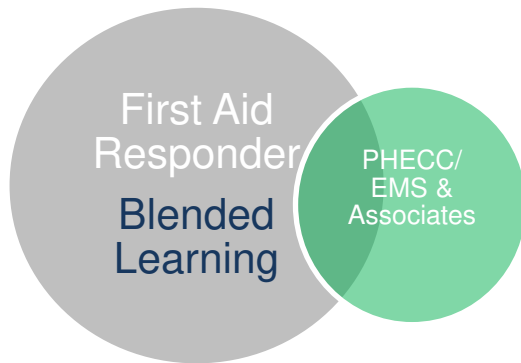 First Aid
Responder
Blended
Learning
PHECC/
EMS &
Associates